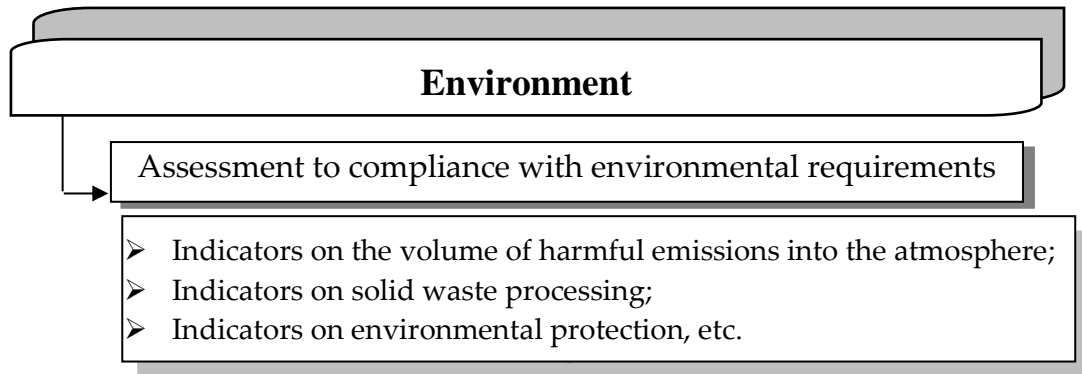 Environment
Assessment to compliance with environmental requirements
➢ Indicators on the volume of harmful emissions into the atmosphere;
➢ Indicators on solid waste processing;
➢ Indicators on environmental protection, etc.